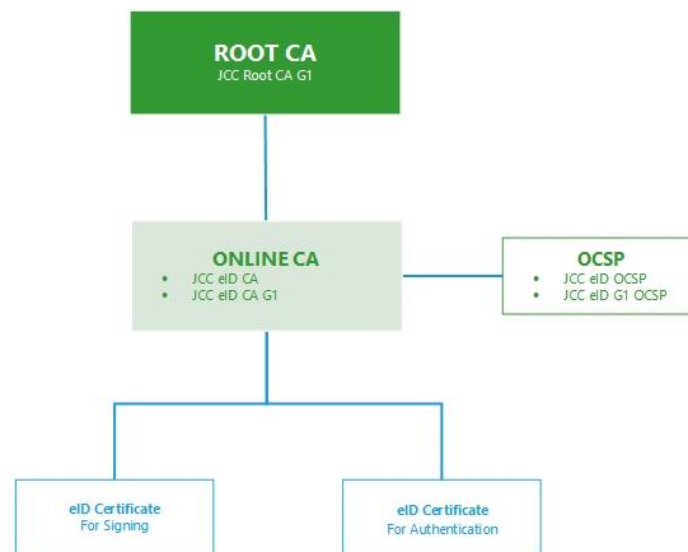 ROOT CA
JCC Root CA G1
ONLINE CA
• JCC eID CA
• JCC eID CA G1
OCSP
• JCC eID OCSP
• JCC eID G1 OCSP
eID Certificate
For Signing
eID Certificate
For Authentication